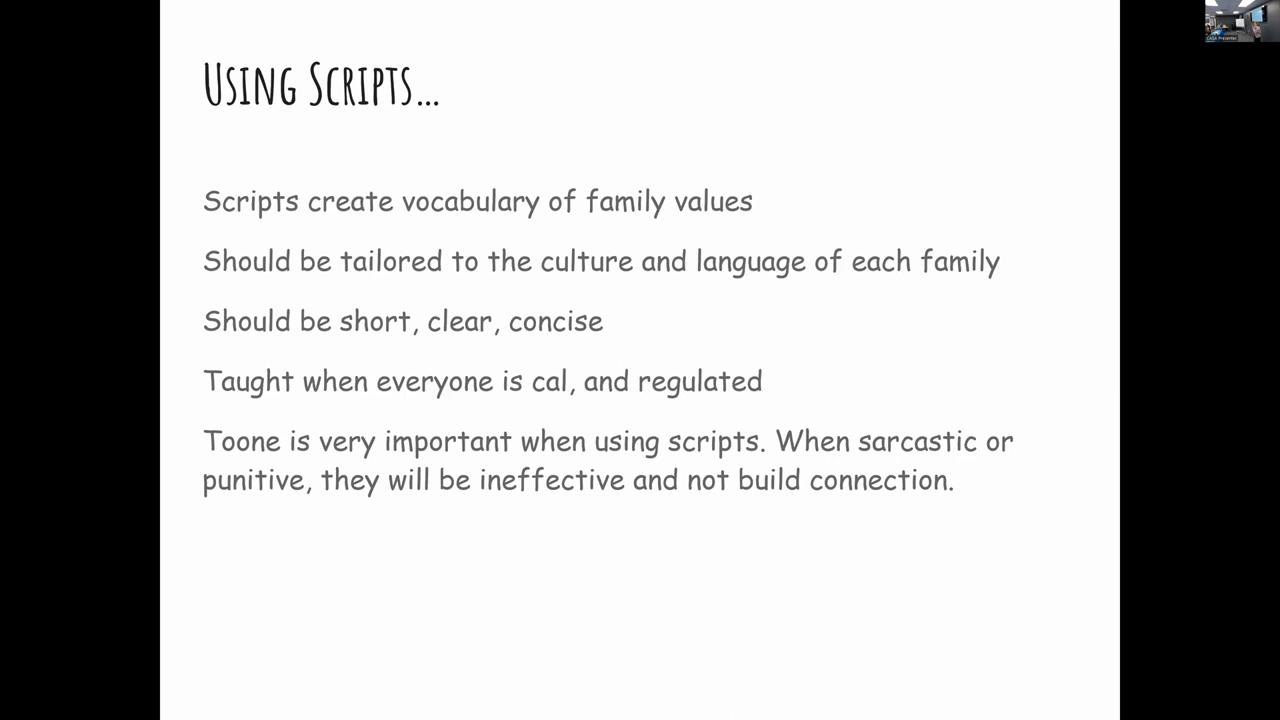 Using Scripts...
Scripts create vocabulary of family values
Should be tailored to the culture and language of each family
Should be short, clear, concise
Taught when everyone is cal, and regulated
Toone is very important when using scripts. When sarcastic or
punitive, they will be ineffective and not build connection.
CASA Presenter